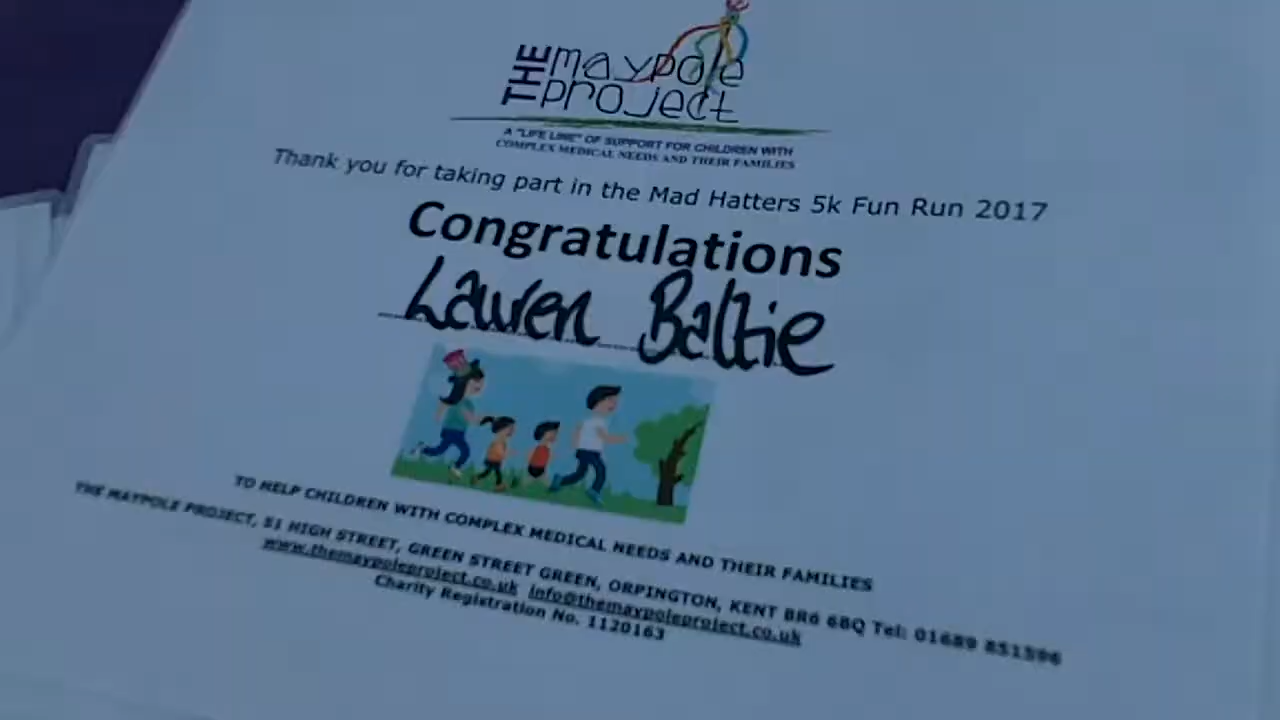 THE maypole project
A "LIFE LINE" OF SUPPORT FOR CHILDREN WITH
COMPLEX MEDICAL NEEDS AND THEIR FAMILIES
Thank you for taking part in the Mad Hatters 5k Fun Run 2017
Congratulations
Lauren Baltie
TO HELP CHILDREN WITH COMPLEX MEDICAL NEEDS AND THEIR FAMILIES
THE MAYPOLE PROJECT, 51 HIGH STREET, GREEN STREET GREEN, ORPINGTON, KENT BR6 6BQ Tel: 01689 851596
www.themaypoleproject.co.uk info@themaypoleproject.co.uk
Charity Registration No. 1120163